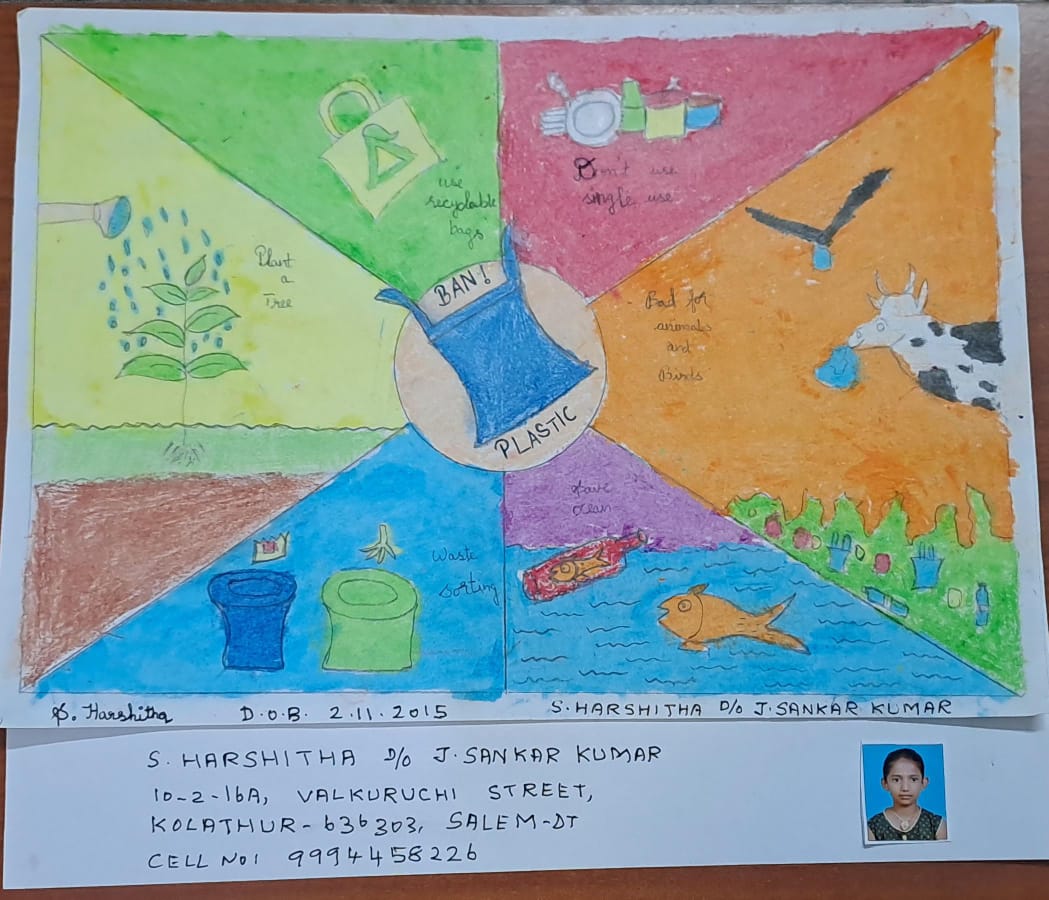 use
recyclable
bags
Don't use
single use
Plant
a
Tree
Bad for
animals
and
Birds
BAN!
PLASTIC
Save
ocean
Waste
sorting
S. Harshitha D.O.B. 2.11.2015 S.HARSHITHA D/o J.SANKAR KUMAR
S. HARSHITHA D/o J.SANKAR KUMAR
10-2-16A, VALKURUCHI STREET,
KOLATHUR-636303, SALEM-DT
CELL NO: 9994458226